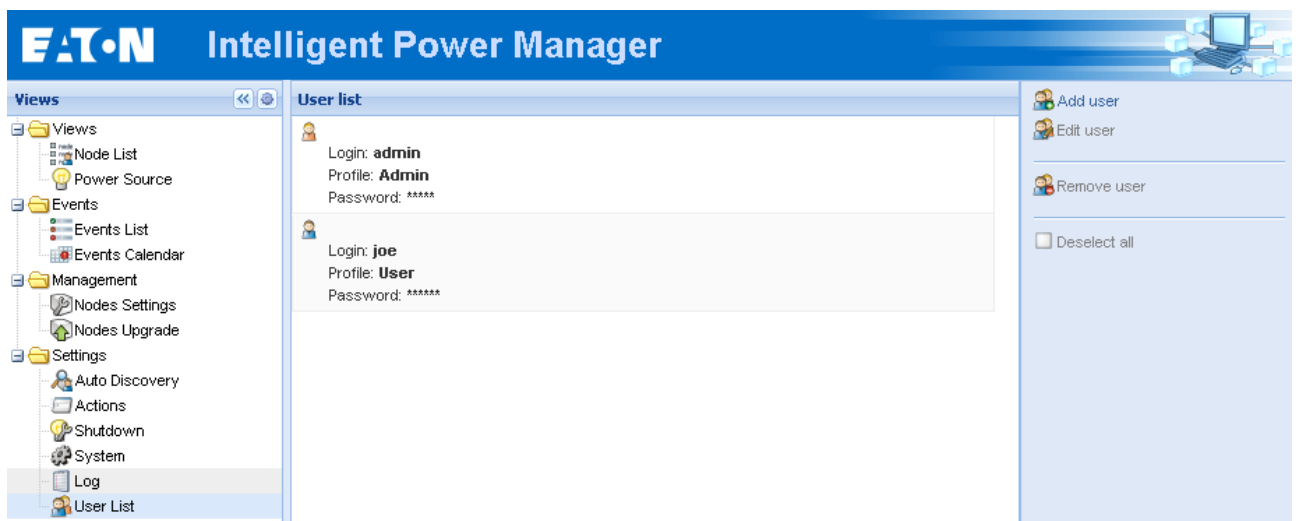 EATON Intelligent Power Manager
Views
Views
Node List
Power Source
Events
Events List
Events Calendar
Management
Nodes Settings
Nodes Upgrade
Settings
Auto Discovery
Actions
Shutdown
System
Log
User List
User list
Login: admin
Profile: Admin
Password: *****
Login: joe
Profile: User
Password: ******
Add user
Edit user
Remove user
Deselect all